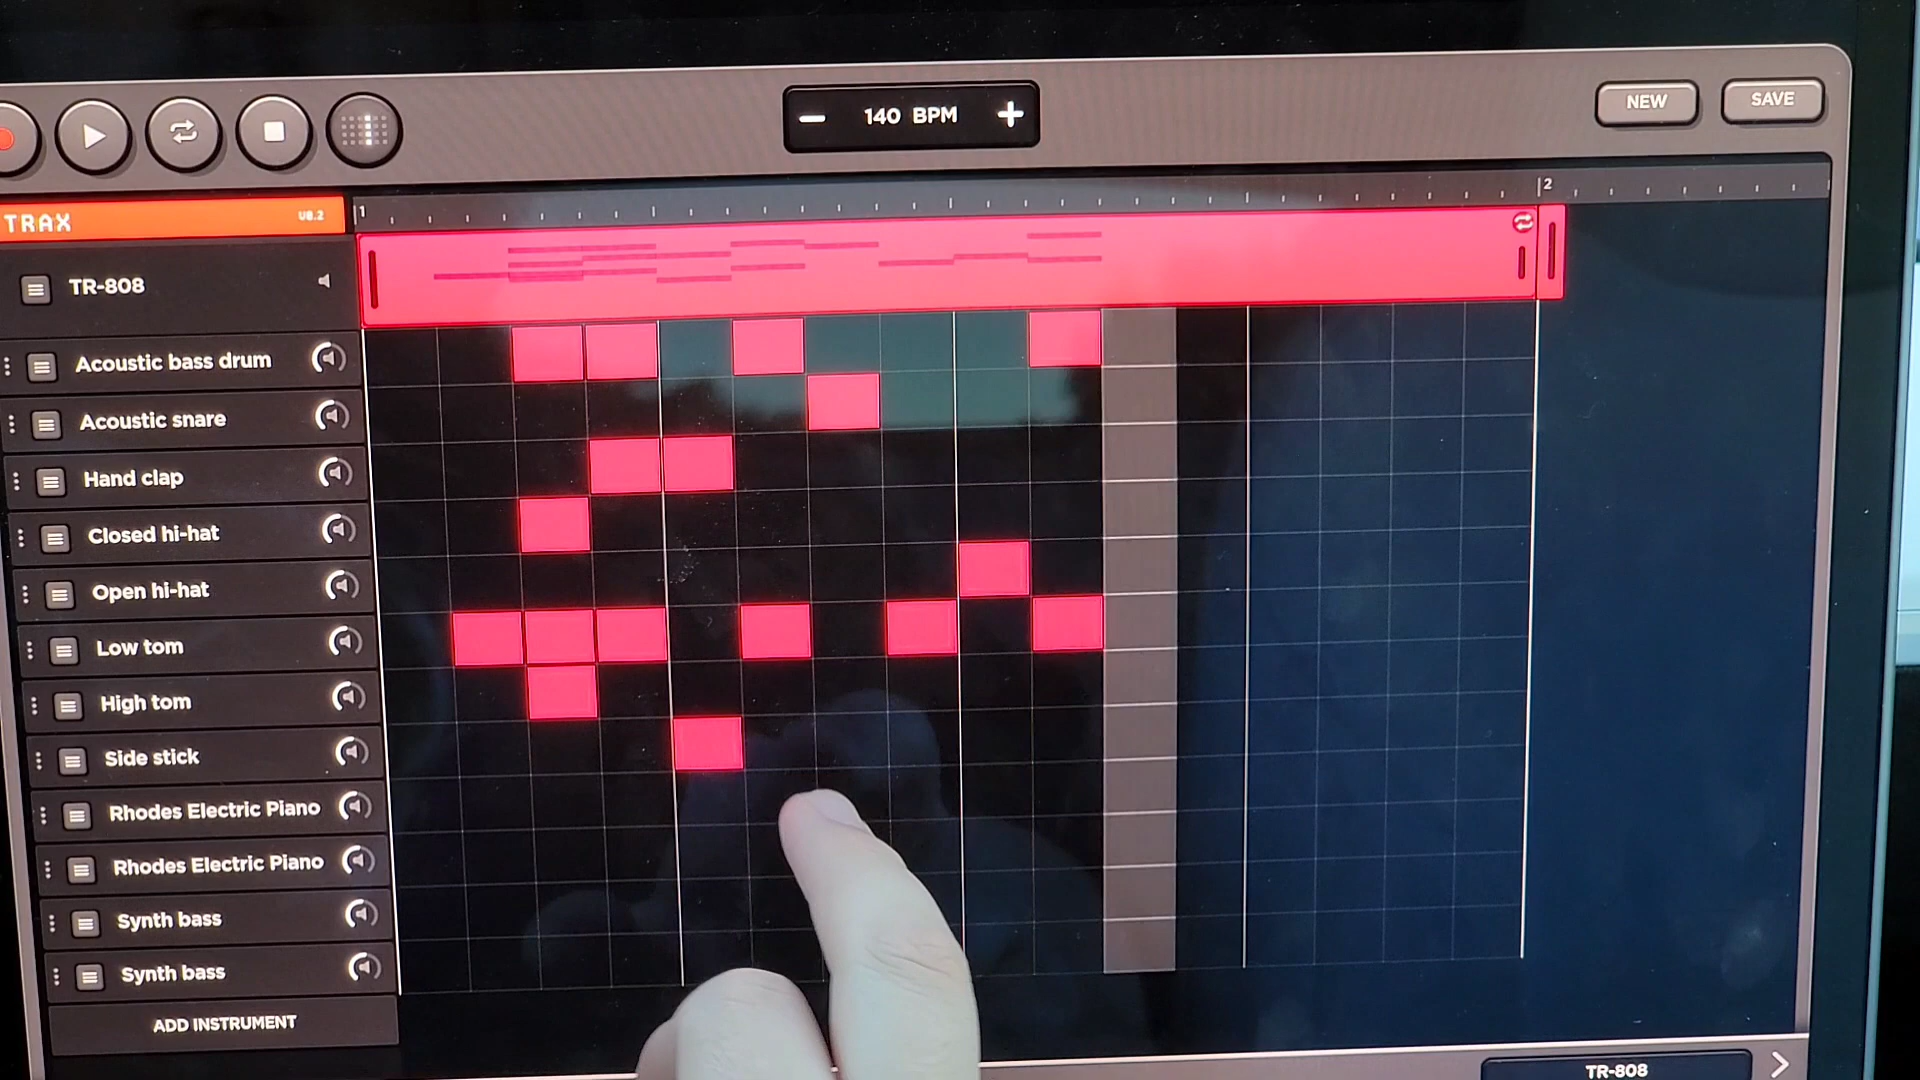 − 140 BPM +
NEW
SAVE
TRAX
V8.2
1
2
TR-808
Acoustic bass drum
Acoustic snare
Hand clap
Closed hi-hat
Open hi-hat
Low tom
High tom
Side stick
Rhodes Electric Piano
Rhodes Electric Piano
Synth bass
Synth bass
ADD INSTRUMENT
TR-808